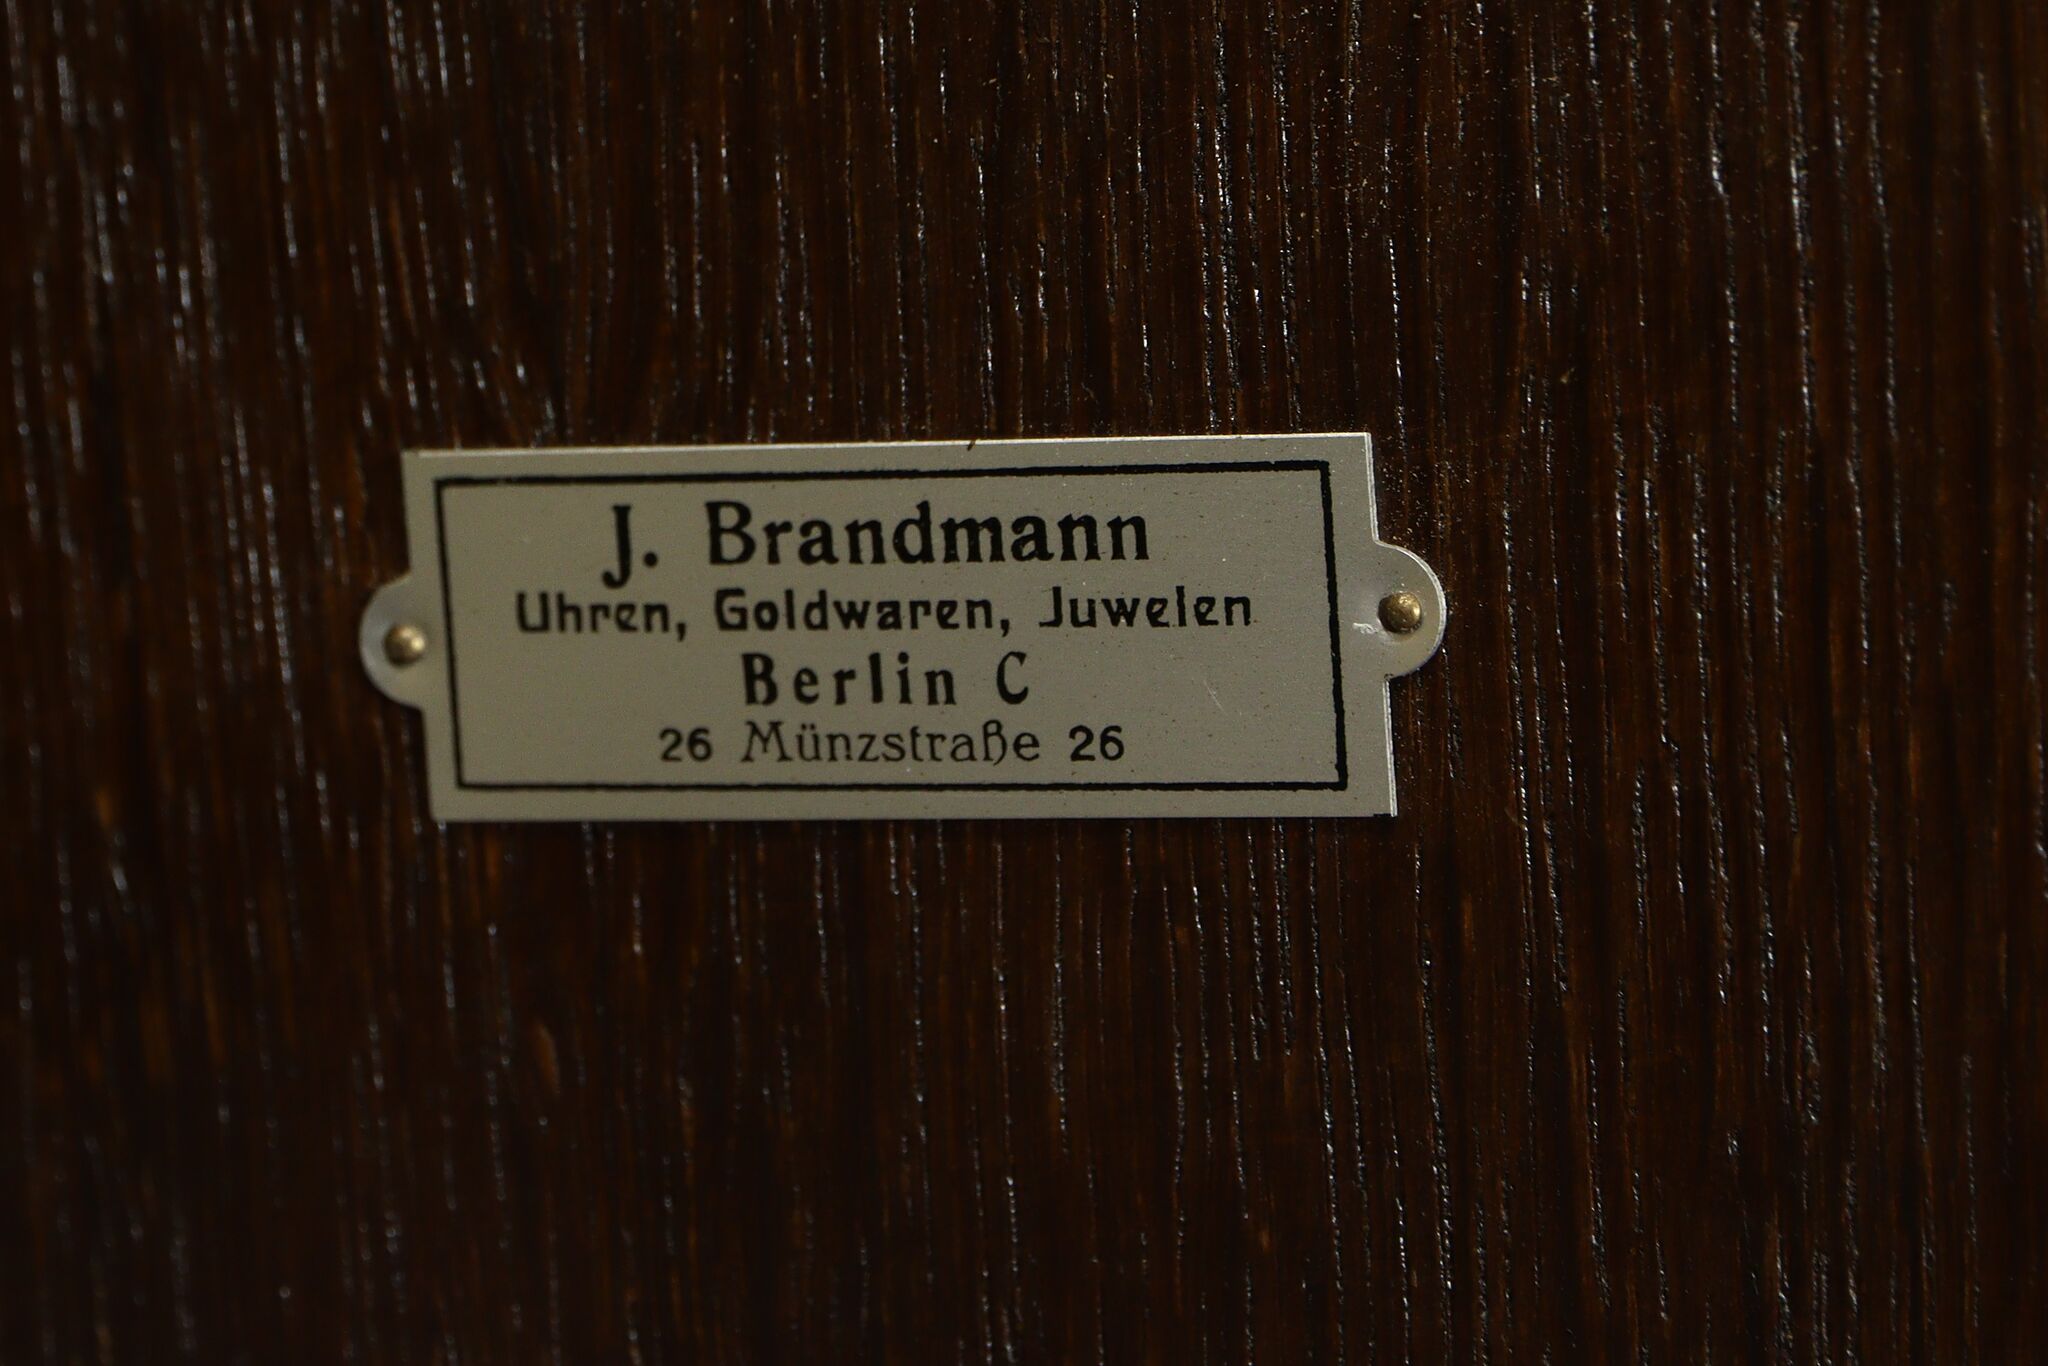 J. Brandmann
Uhren, Goldwaren, Juwelen
Berlin C
26 Münzstraße 26